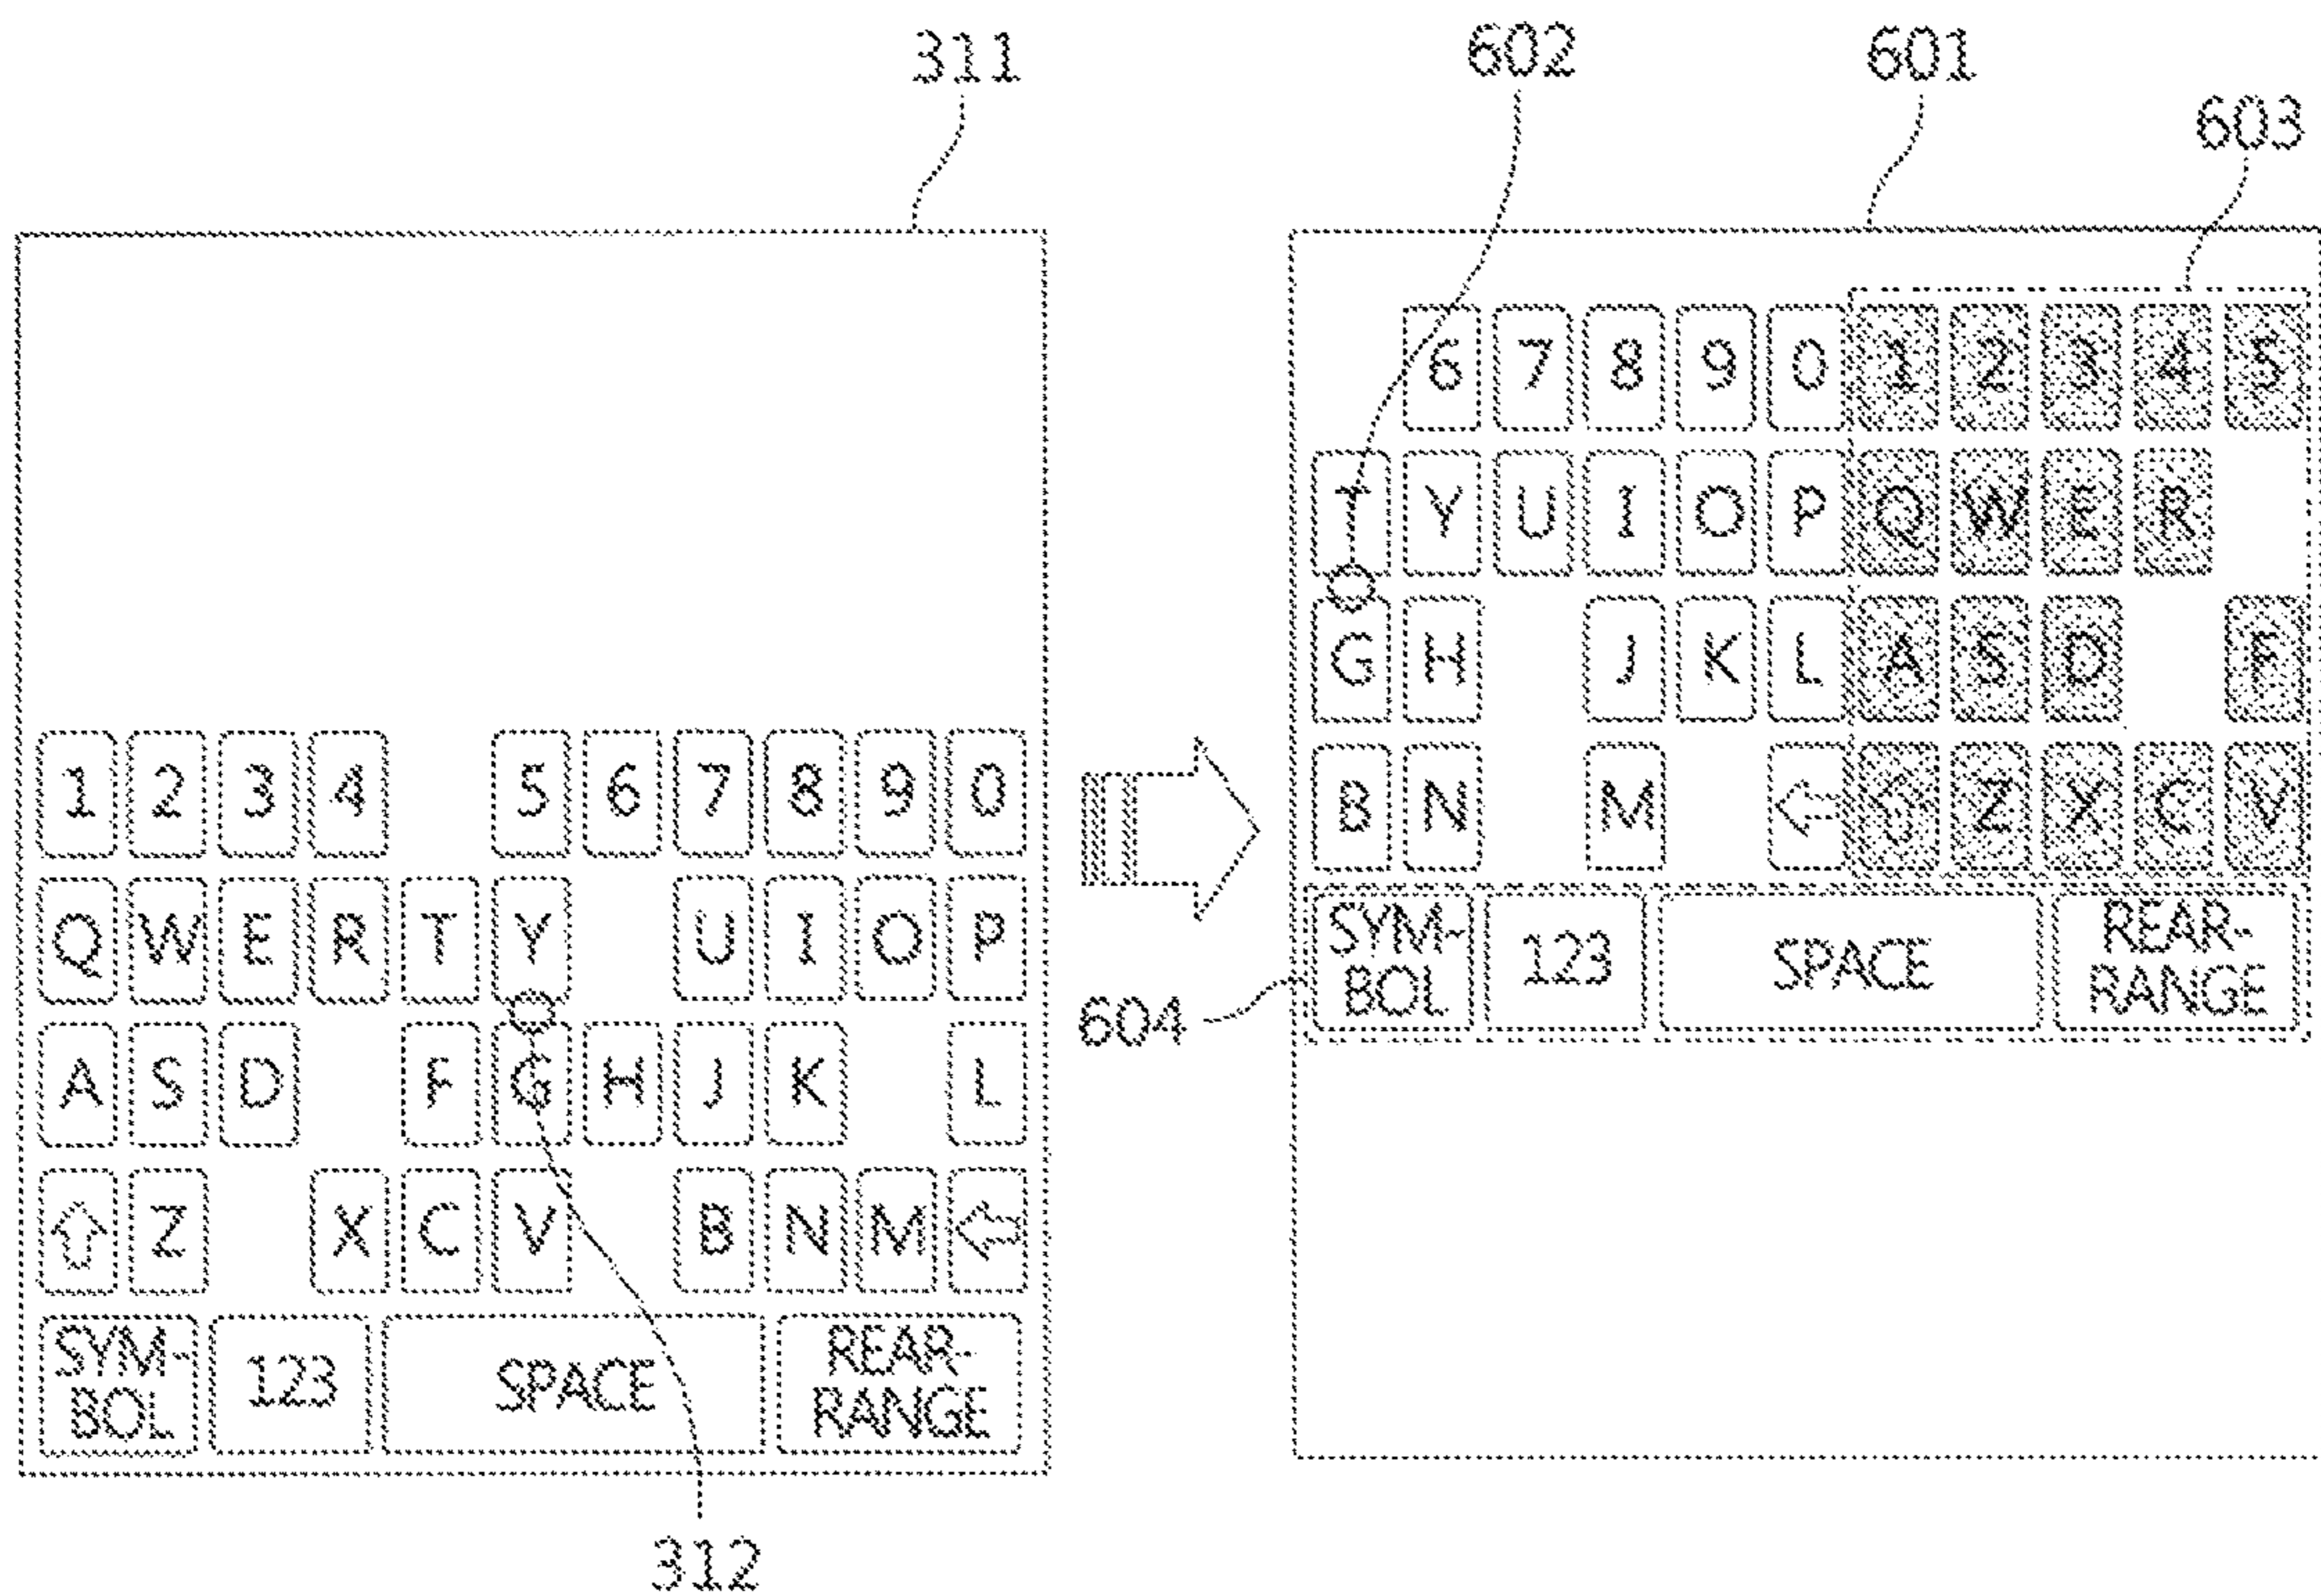 311
602
601
603
1 2 3 4 5 6 7 8 9 0
Q W E R T Y U I O P
A S D F G H J K L
Z X C V B N M
SYM-
BOL
123
SPACE
REAR-
RANGE
312
6 7 8 9 0 1 2 3 4 5
T Y U I O P Q W E R
G H J K L A S D F
B N M Z X C V
SYM-
BOL
123
SPACE
REAR-
RANGE
604